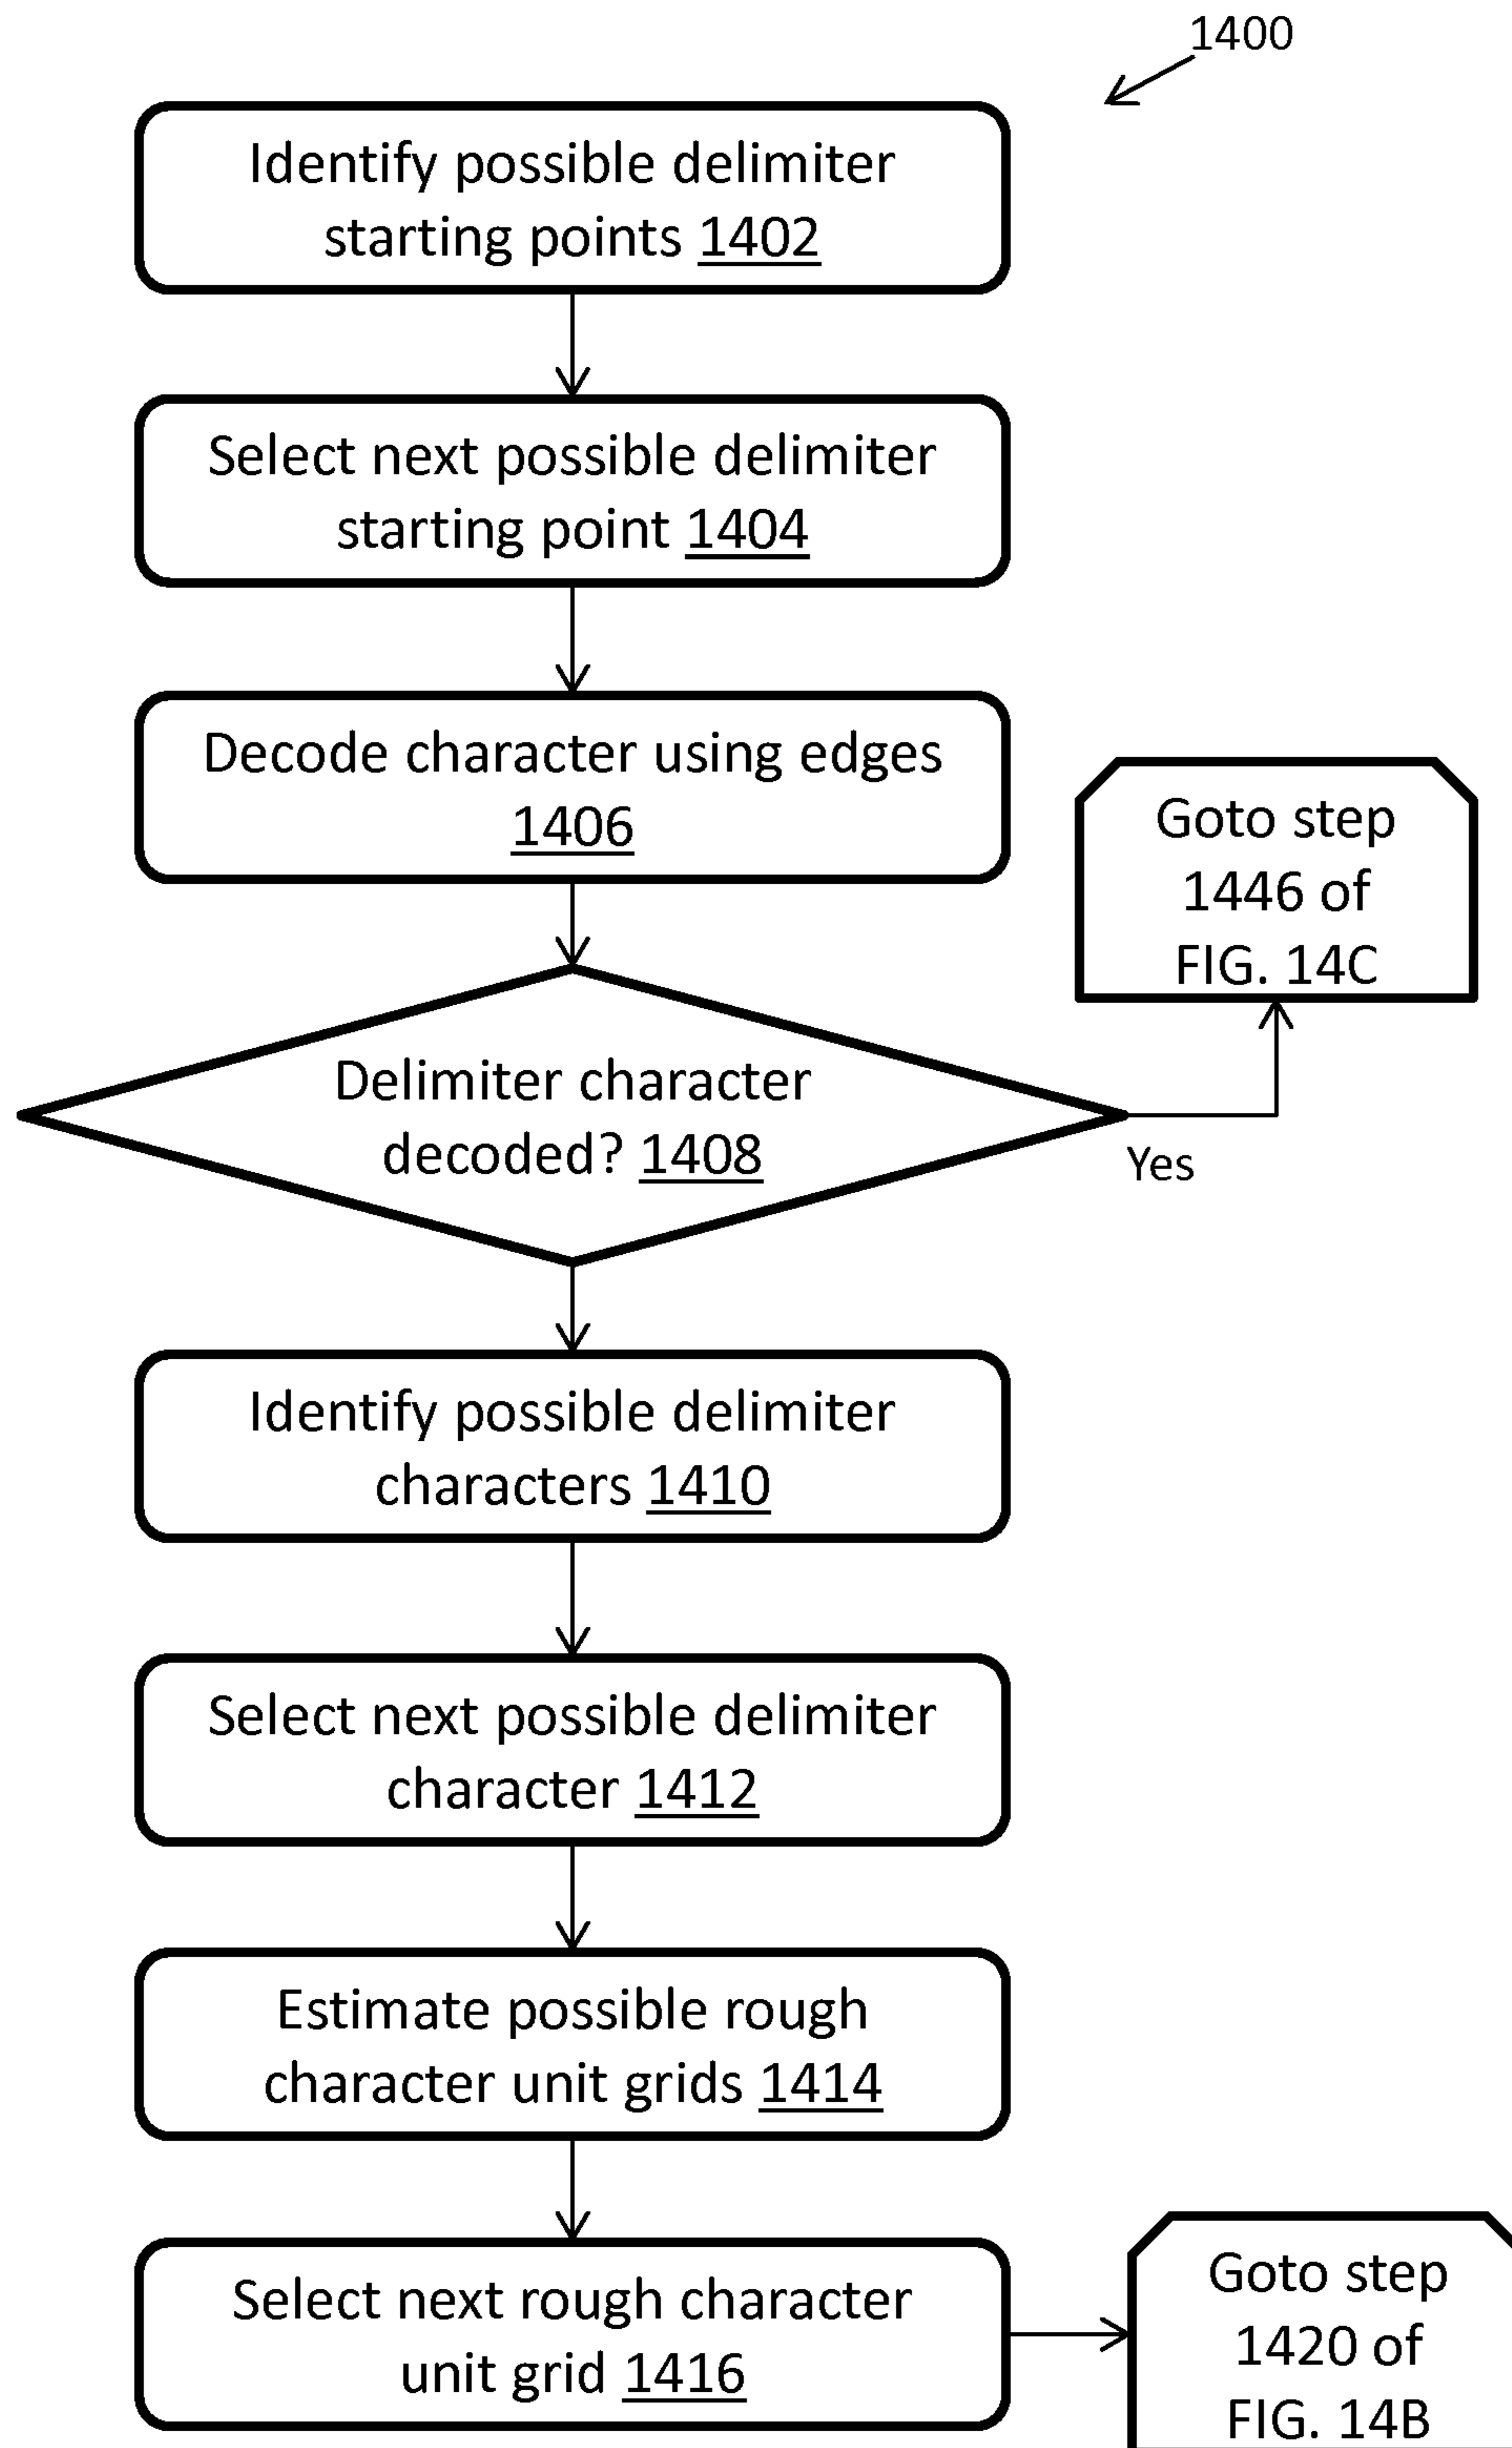 1400
Identify possible delimiter
starting points 1402
Select next possible delimiter
starting point 1404
Decode character using edges
1406
Goto step
1446 of
FIG. 14C
Delimiter character
decoded? 1408
Yes
Identify possible delimiter
characters 1410
Select next possible delimiter
character 1412
Estimate possible rough
character unit grids 1414
Select next rough character
unit grid 1416
Goto step
1420 of
FIG. 14B